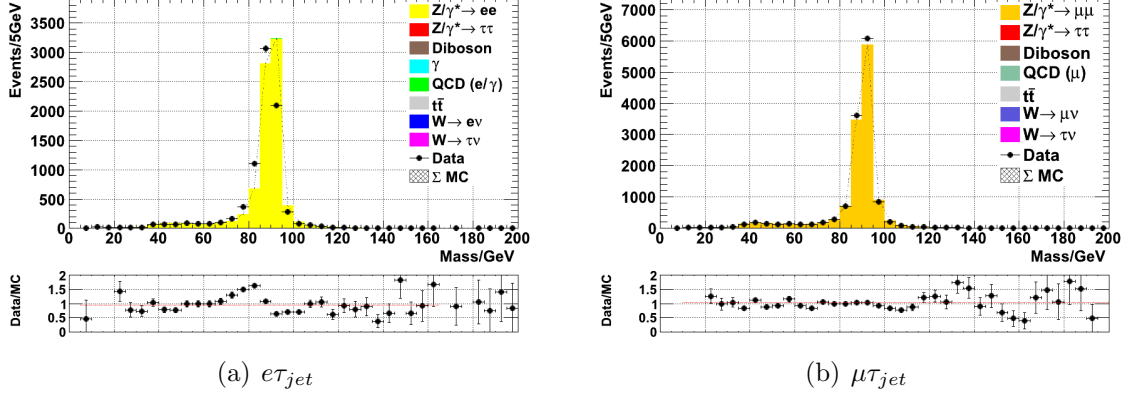 Events/5GeV
3500
3000
2500
2000
1500
1000
500
0
Z/γ*→ ee
Z/γ*→ ττ
Diboson
γ
QCD (e/γ)
tt̄
W→ eν
W→ τν
Data
Σ MC
0 20 40 60 80 100 120 140 160 180 200
Mass/GeV
Data/MC
2
1.5
1
0.5
0
(a) eτjet
Events/5GeV
7000
6000
5000
4000
3000
2000
1000
0
Z/γ*→ μμ
Z/γ*→ ττ
Diboson
QCD (μ)
tt̄
W→ μν
W→ τν
Data
Σ MC
0 20 40 60 80 100 120 140 160 180 200
Mass/GeV
Data/MC
2
1.5
1
0.5
0
(b) μτjet